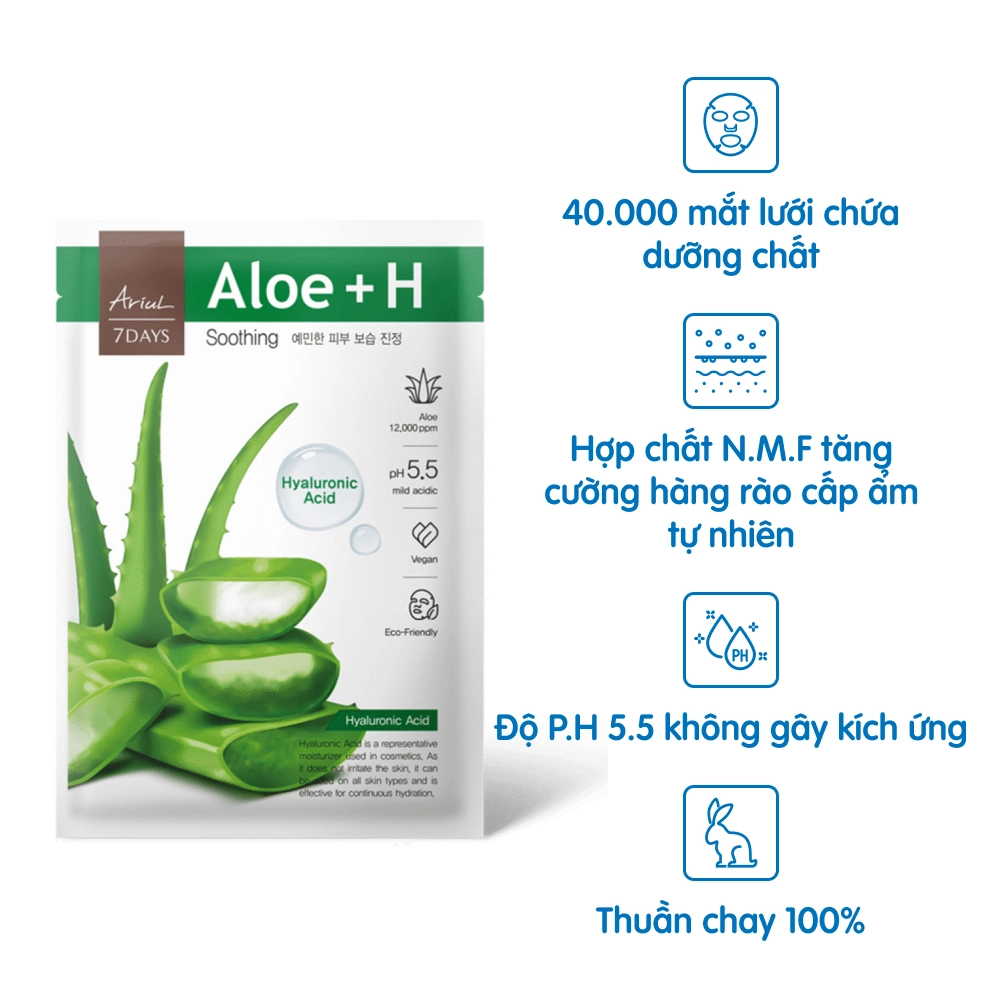 Ariul
7DAYS
Aloe + H
Soothing 예민한 피부 보습 진정
Aloe
12,000 ppm
pH 5.5
mild acidic
Hyaluronic
Acid
Vegan
Eco-Friendly
Hyaluronic Acid
Hyaluronic Acid is a representative
moisturizer used in cosmetics. As
it does not irritate the skin, it can
be used on all skin types and is
effective for continuous hydration.
40.000 mắt lưới chứa
dưỡng chất
Hợp chất N.M.F tăng
cường hàng rào cấp ẩm
tự nhiên
PH
Độ P.H 5.5 không gây kích ứng
Thuần chay 100%